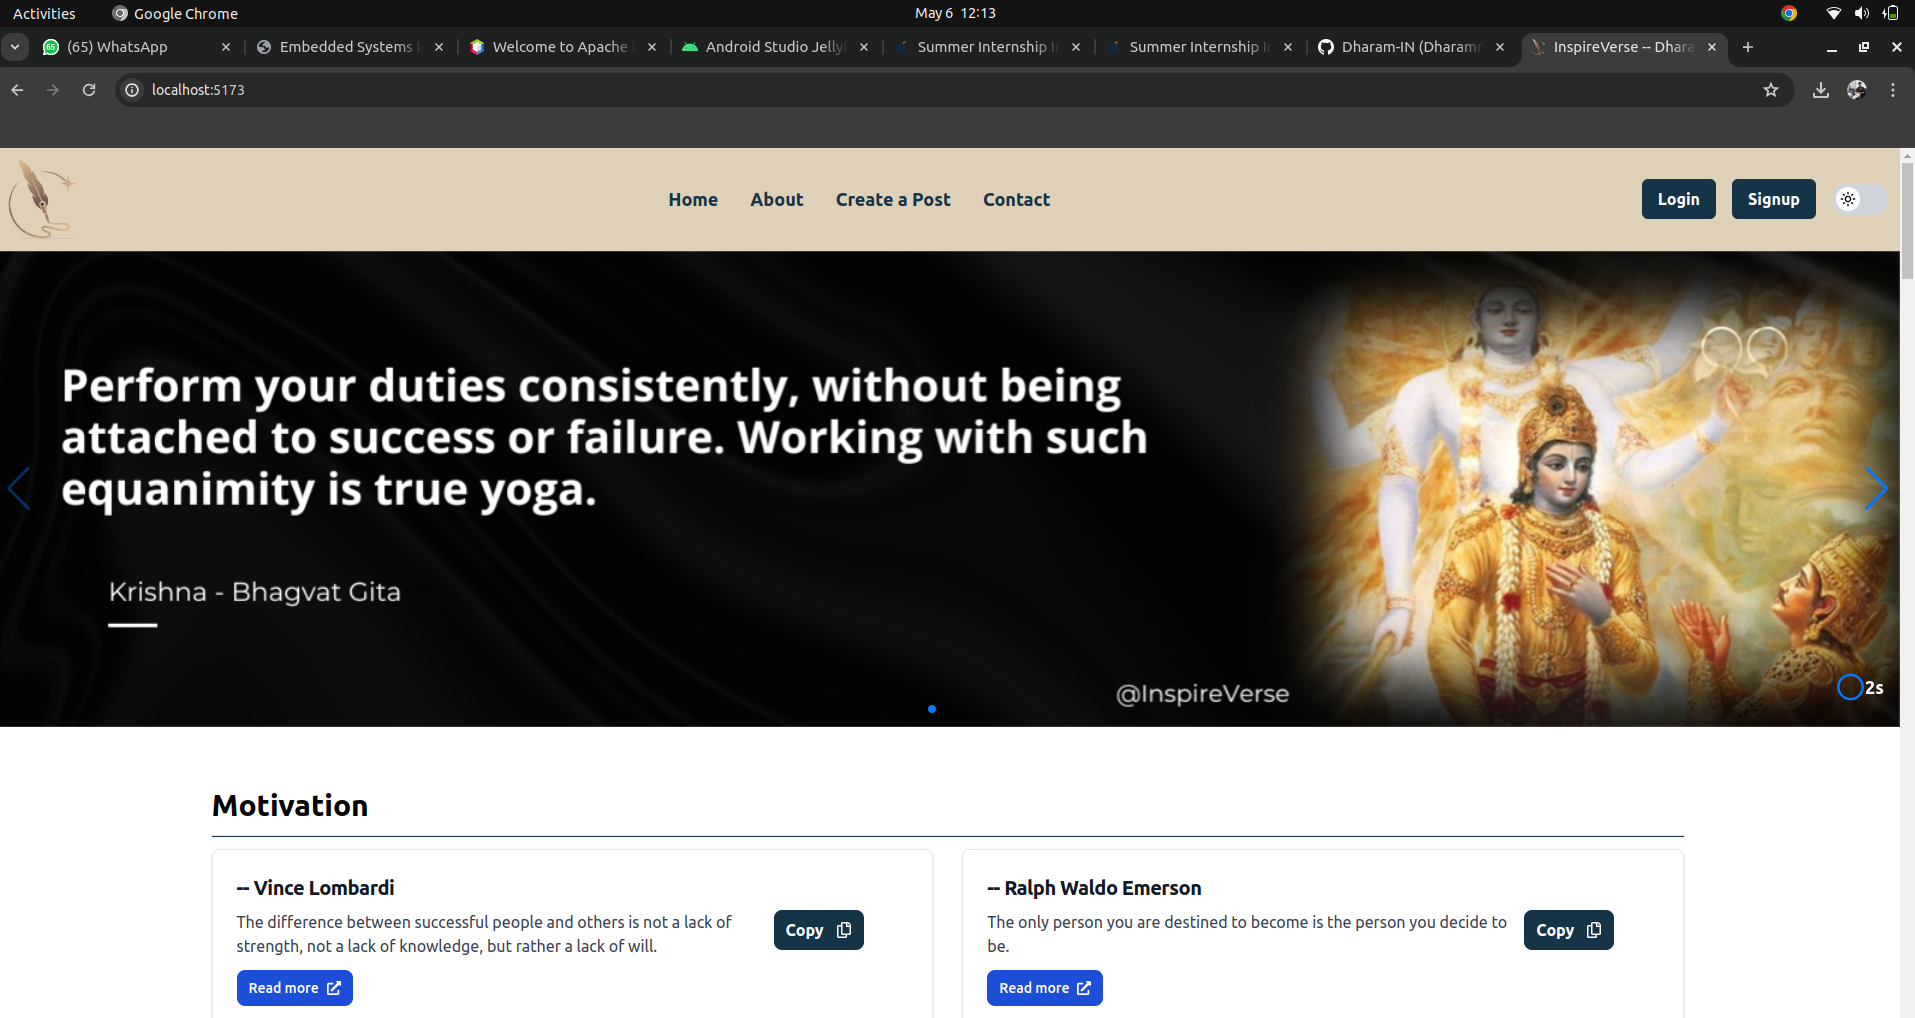 Activities
Google Chrome
May 6 12:13
(65) WhatsApp
Embedded Systems
Welcome to Apache
Android Studio Jelly
Summer Internship
Summer Internship
Dharam-IN (Dharam
InspireVerse -- Dhara
localhost:5173
Home
About
Create a Post
Contact
Login
Signup
Perform your duties consistently, without being
attached to success or failure. Working with such
equanimity is true yoga.
Krishna - Bhagvat Gita
@InspireVerse
2s
Motivation
-- Vince Lombardi
The difference between successful people and others is not a lack of
strength, not a lack of knowledge, but rather a lack of will.
Copy
Read more
-- Ralph Waldo Emerson
The only person you are destined to become is the person you decide to
be.
Copy
Read more